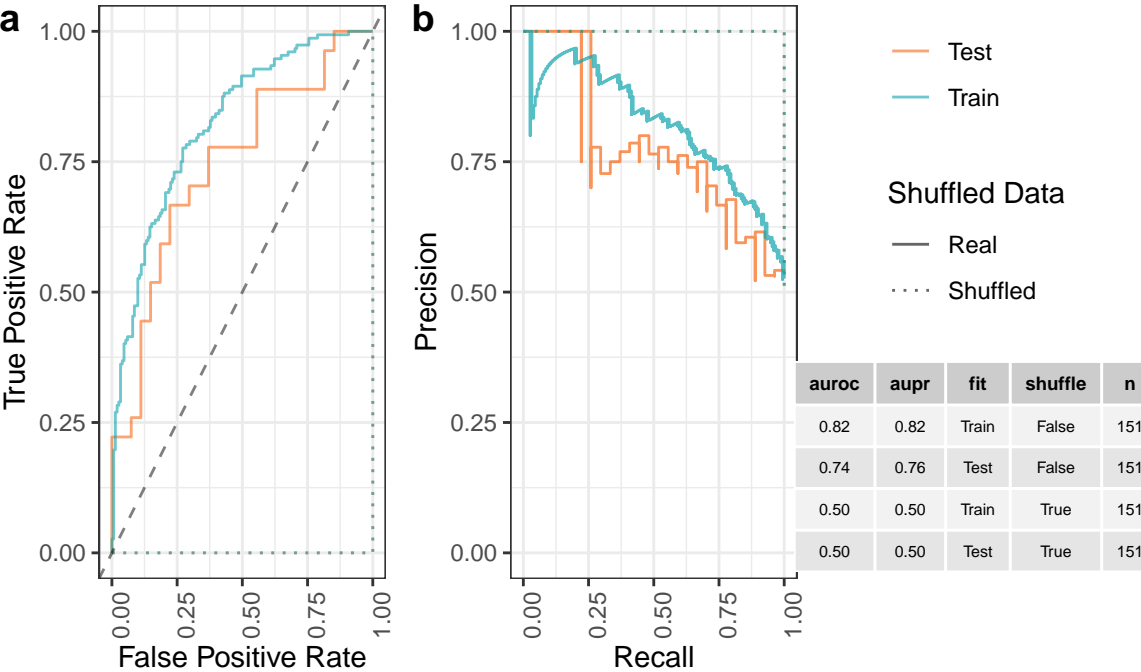 a
True Positive Rate
1.00
0.75
0.50
0.25
0.00
0.00
0.25
0.50
0.75
1.00
False Positive Rate
b
Precision
1.00
0.75
0.50
0.25
0.00
0.00
0.25
0.50
0.75
1.00
Recall
Test
Train
Shuffled Data
Real
Shuffled
auroc aupr fit shuffle n
0.82 0.82 Train False 151
0.74 0.76 Test False 151
0.50 0.50 Train True 151
0.50 0.50 Test True 151